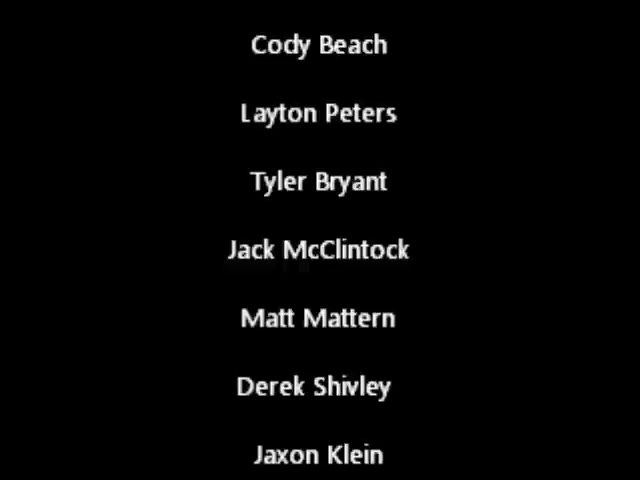 Cody Beach
Layton Peters
Tyler Bryant
Jack McClintock
Matt Mattern
Derek Shivley
Jaxon Klein